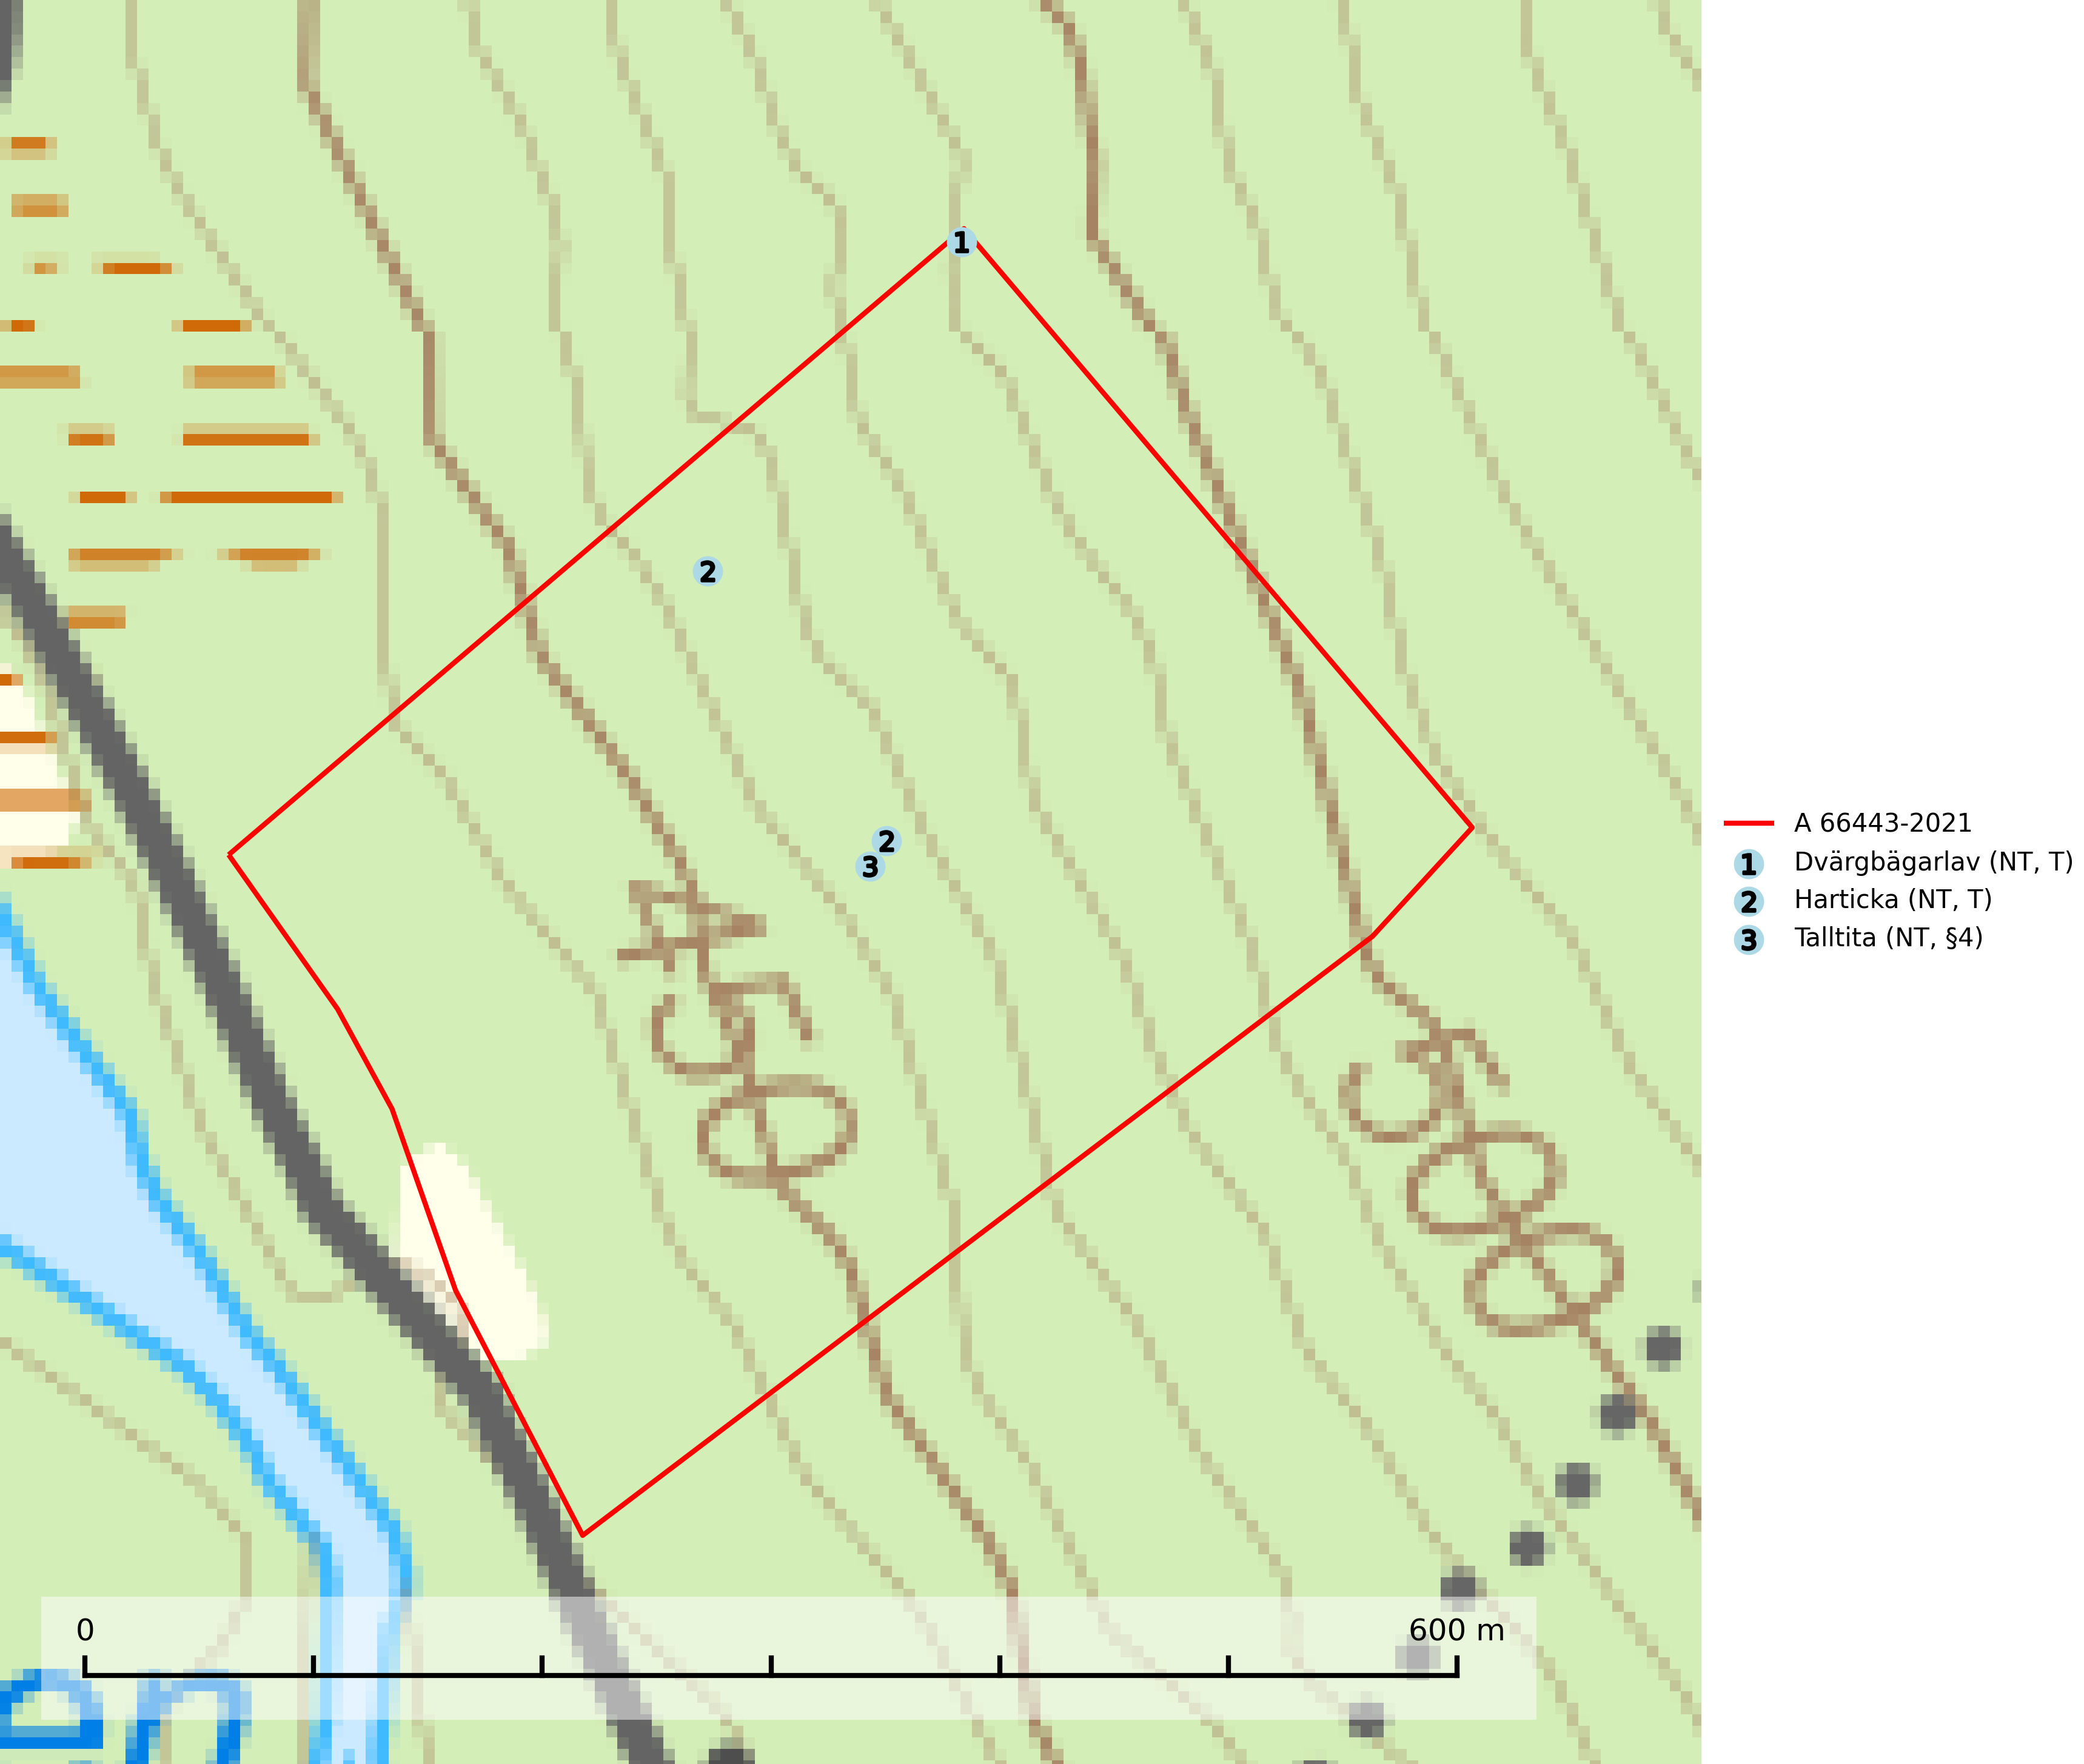 1
2
2
3
450
500
A 66443-2021
1 Dvärgbägarlav (NT, T)
2 Harticka (NT, T)
3 Talltita (NT, §4)
0 600 m